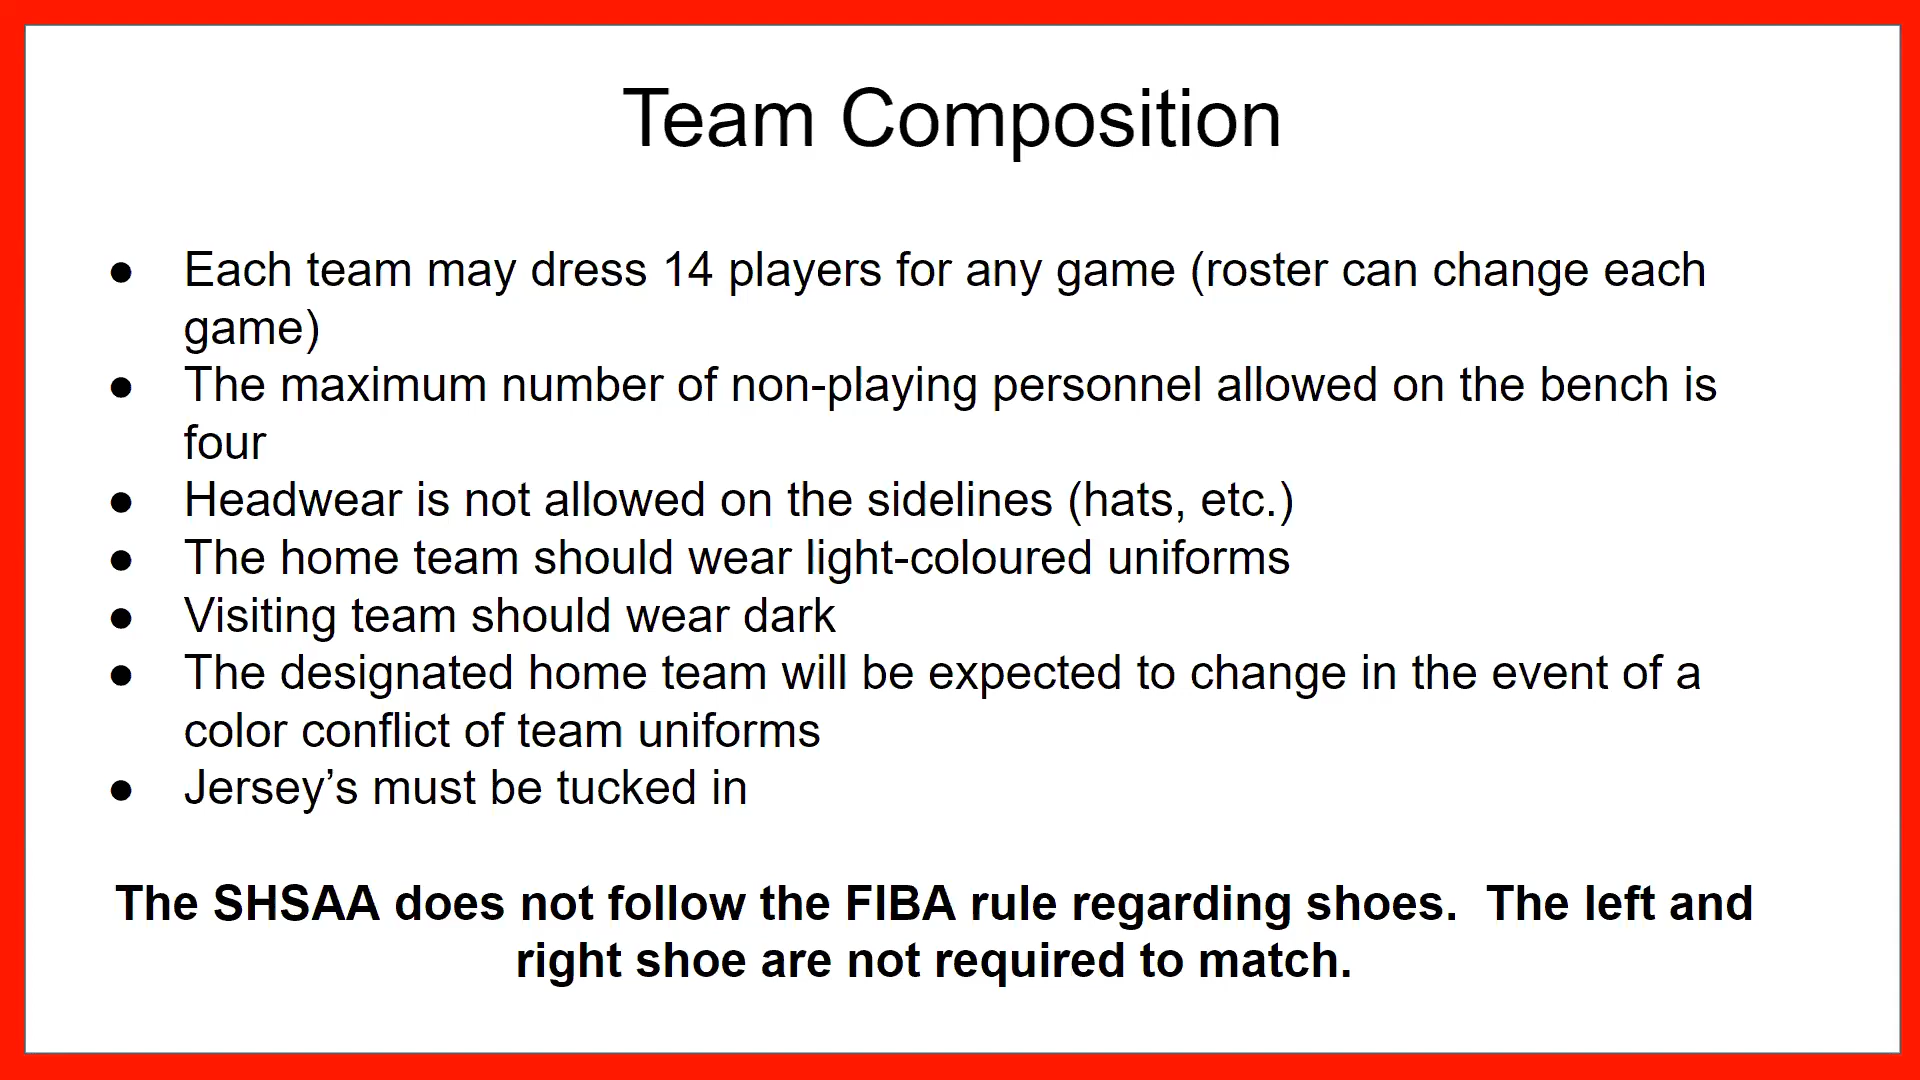 Team Composition
● Each team may dress 14 players for any game (roster can change each
game)
● The maximum number of non-playing personnel allowed on the bench is
four
● Headwear is not allowed on the sidelines (hats, etc.)
● The home team should wear light-coloured uniforms
● Visiting team should wear dark
● The designated home team will be expected to change in the event of a
color conflict of team uniforms
● Jersey’s must be tucked in
The SHSAA does not follow the FIBA rule regarding shoes.  The left and
right shoe are not required to match.